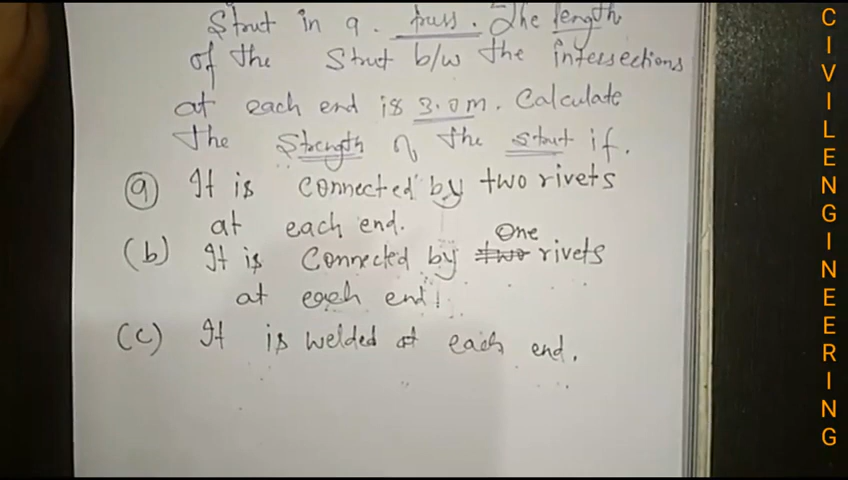 Strut in a. truss. The length
of the Strut b/w the intersections
at each end is 3.0m. Calculate
the Strength of the strut if.
(a) It is Connected by two rivets
at each end.
(b) It is Connected by One rivets
at each end.
(c) It is welded at each end.
CIVILENGINEERING